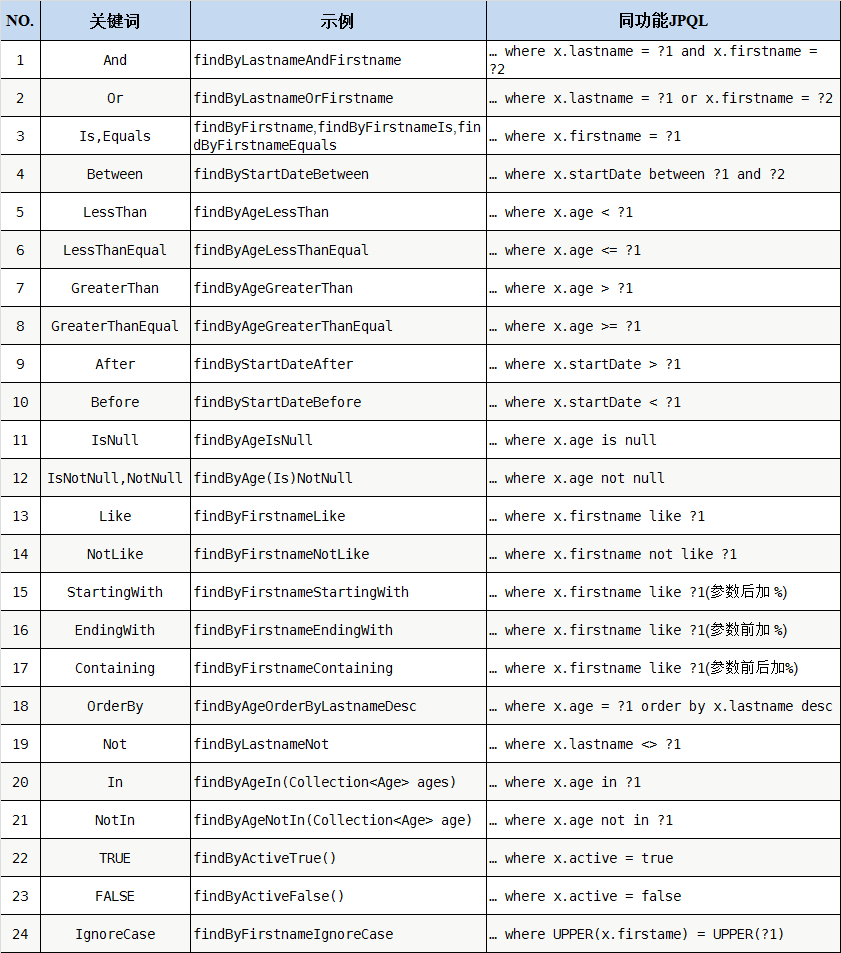 NO. 关键词 示例 同功能JPQL
1 And findByLastnameAndFirstname … where x.lastname = ?1 and x.firstname =
?2
2 Or findByLastnameOrFirstname … where x.lastname = ?1 or x.firstname = ?2
3 Is,Equals findByFirstname,findByFirstnameIs,fin
dByFirstnameEquals … where x.firstname = ?1
4 Between findByStartDateBetween … where x.startDate between ?1 and ?2
5 LessThan findByAgeLessThan … where x.age < ?1
6 LessThanEqual findByAgeLessThanEqual … where x.age <= ?1
7 GreaterThan findByAgeGreaterThan … where x.age > ?1
8 GreaterThanEqual findByAgeGreaterThanEqual … where x.age >= ?1
9 After findByStartDateAfter … where x.startDate > ?1
10 Before findByStartDateBefore … where x.startDate < ?1
11 IsNull findByAgeIsNull … where x.age is null
12 IsNotNull,NotNull findByAge(Is)NotNull … where x.age not null
13 Like findByFirstnameLike … where x.firstname like ?1
14 NotLike findByFirstnameNotLike … where x.firstname not like ?1
15 StartingWith findByFirstnameStartingWith … where x.firstname like ?1(参数后加 %)
16 EndingWith findByFirstnameEndingWith … where x.firstname like ?1(参数前加 %)
17 Containing findByFirstnameContaining … where x.firstname like ?1(参数前后加%)
18 OrderBy findByAgeOrderByLastnameDesc … where x.age = ?1 order by x.lastname desc
19 Not findByLastnameNot … where x.lastname <> ?1
20 In findByAgeIn(Collection<Age> ages) … where x.age in ?1
21 NotIn findByAgeNotIn(Collection<Age> age) … where x.age not in ?1
22 TRUE findByActiveTrue() … where x.active = true
23 FALSE findByActiveFalse() … where x.active = false
24 IgnoreCase findByFirstnameIgnoreCase … where UPPER(x.firstame) = UPPER(?1)